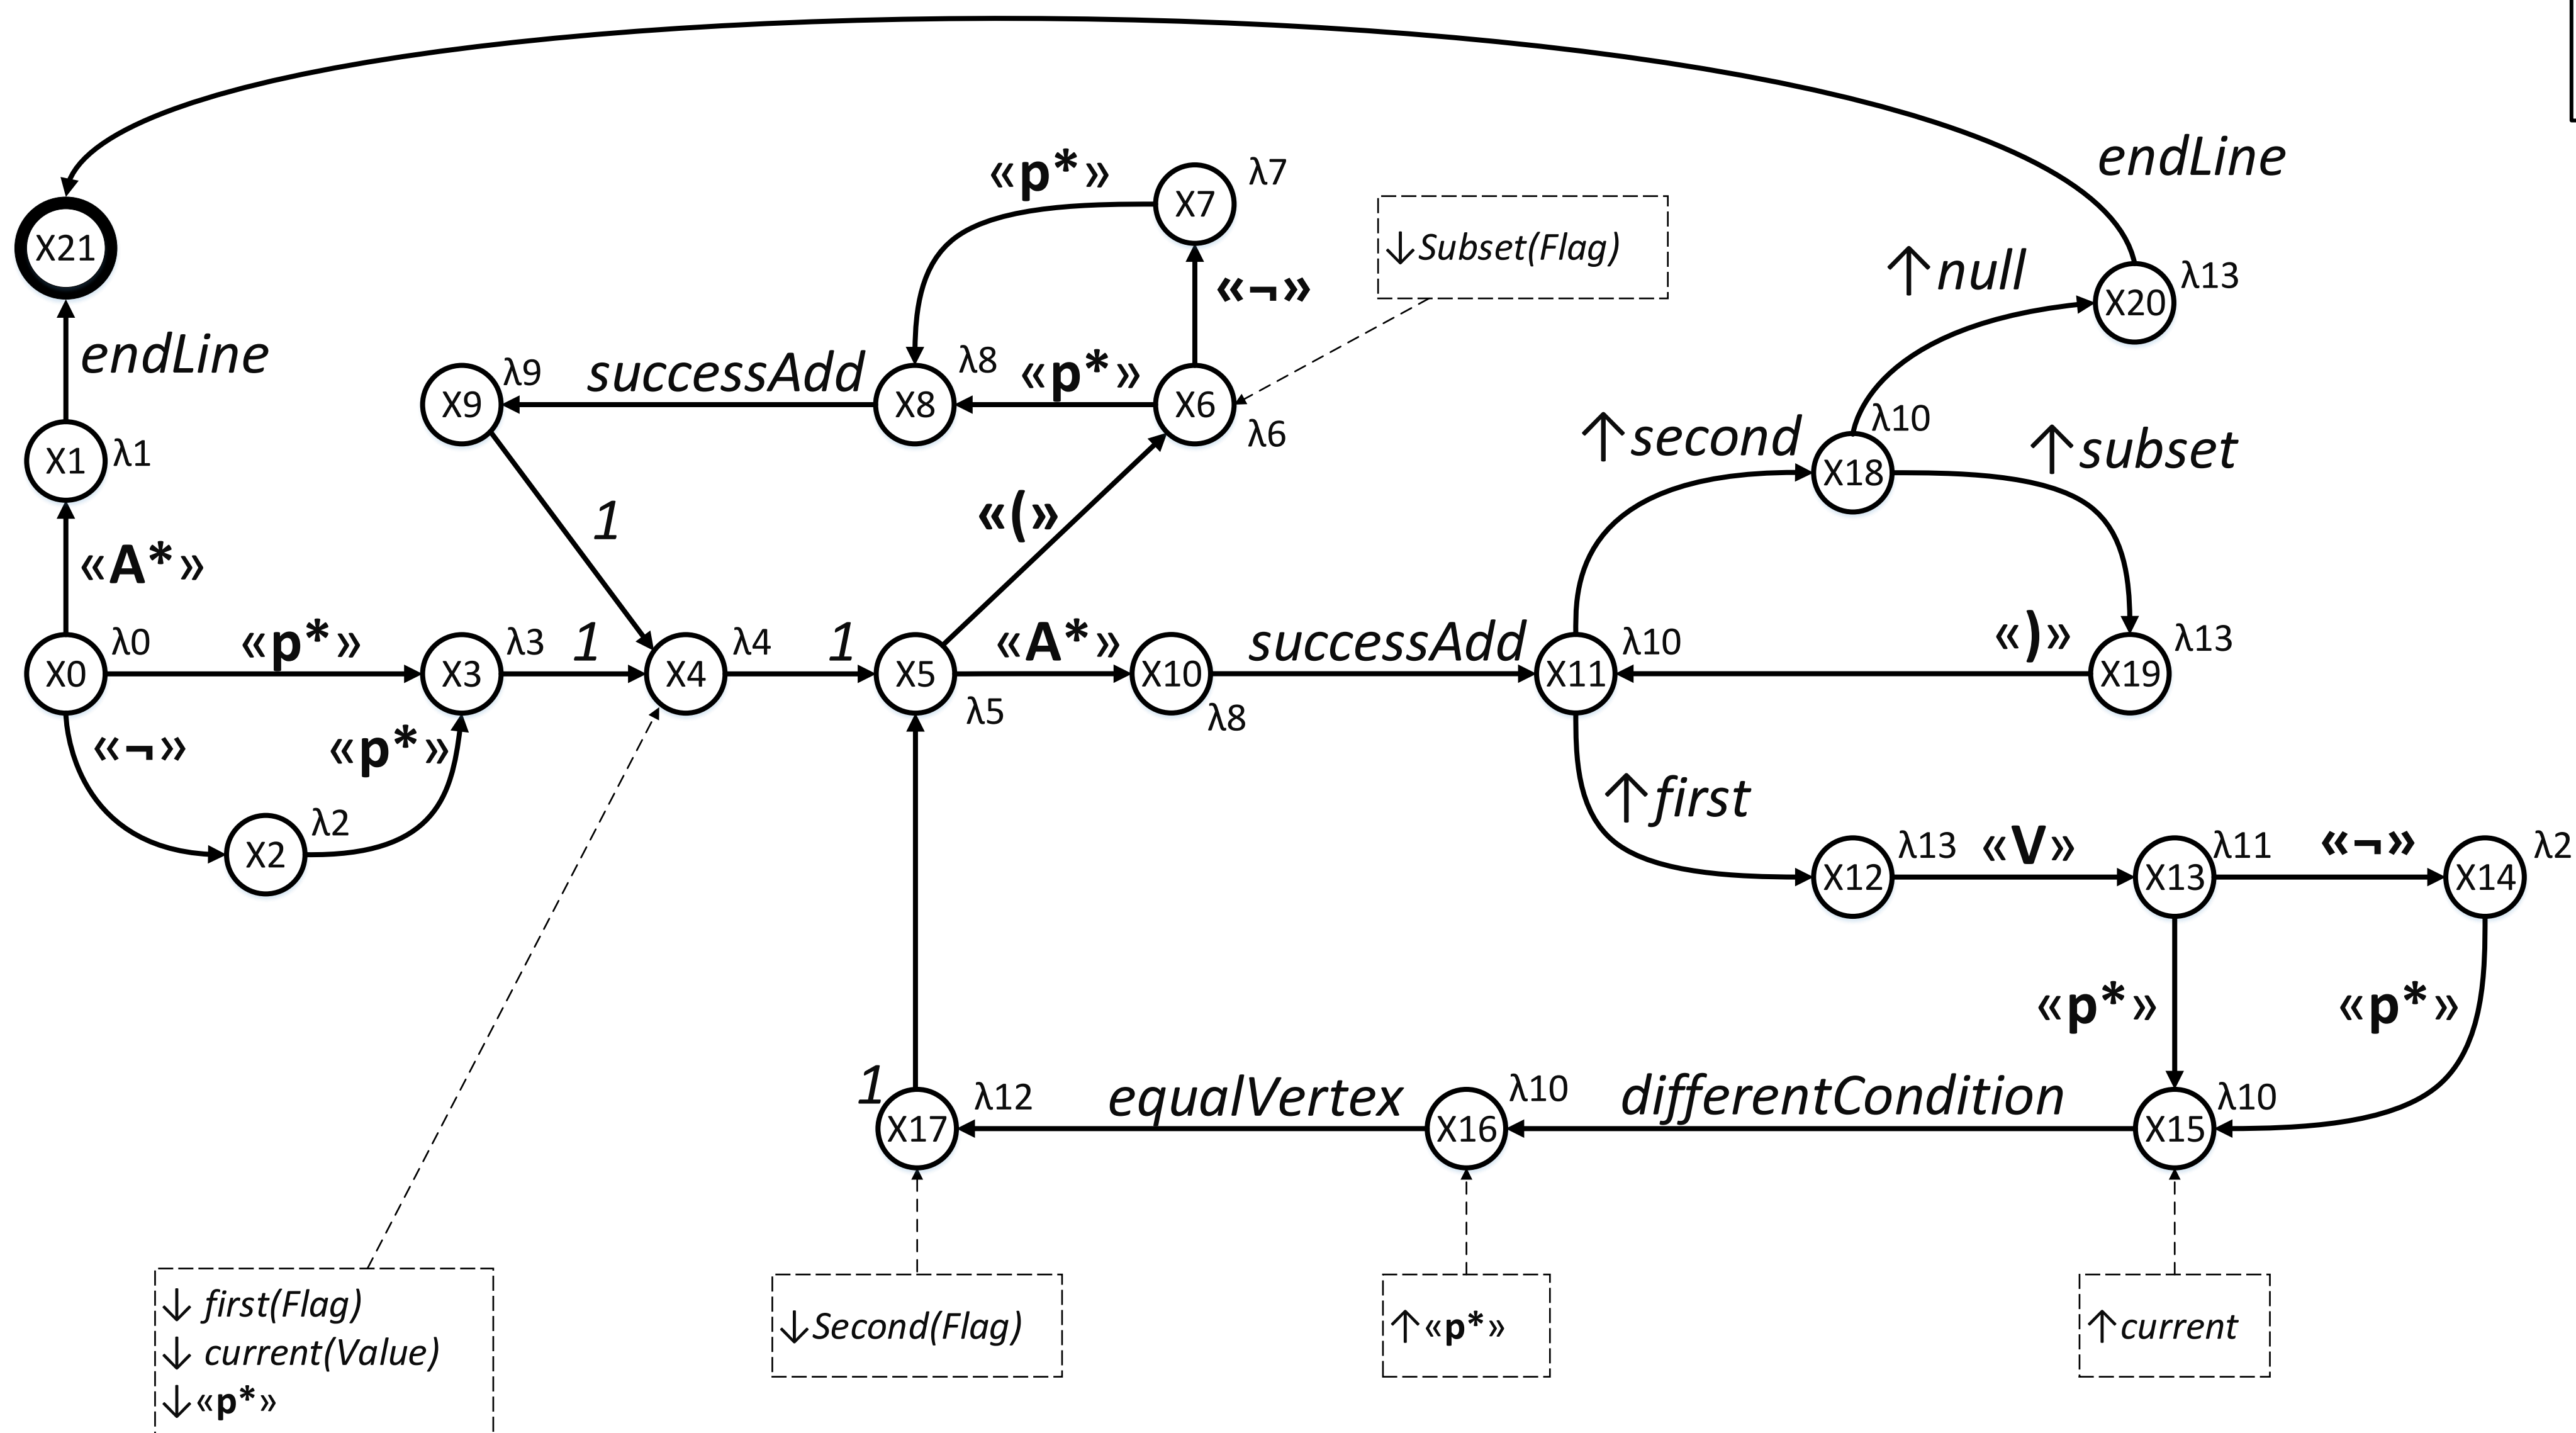 endLine
«p*»
X7
λ7
↓Subset(Flag)
X21
«¬»
↑null
X20
λ13
endLine
X9
λ9
successAdd
X8
λ8
«p*»
X6
λ6
↑second
λ10
X18
↑subset
X1
λ1
1
«(»
«A*»
X0
λ0
«p*»
X3
λ3
1
X4
λ4
1
X5
λ5
«A*»
X10
λ8
successAdd
X11
λ10
«)»
X19
λ13
«¬»
«p*»
X2
λ2
↑first
X12
λ13
«V»
X13
λ11
«¬»
X14
λ2
«p*»
«p*»
1
X17
λ12
equalVertex
X16
λ10
differentCondition
X15
λ10
↓ first(Flag)
↓ current(Value)
↓«p*»
↓Second(Flag)
↑«p*»
↑current